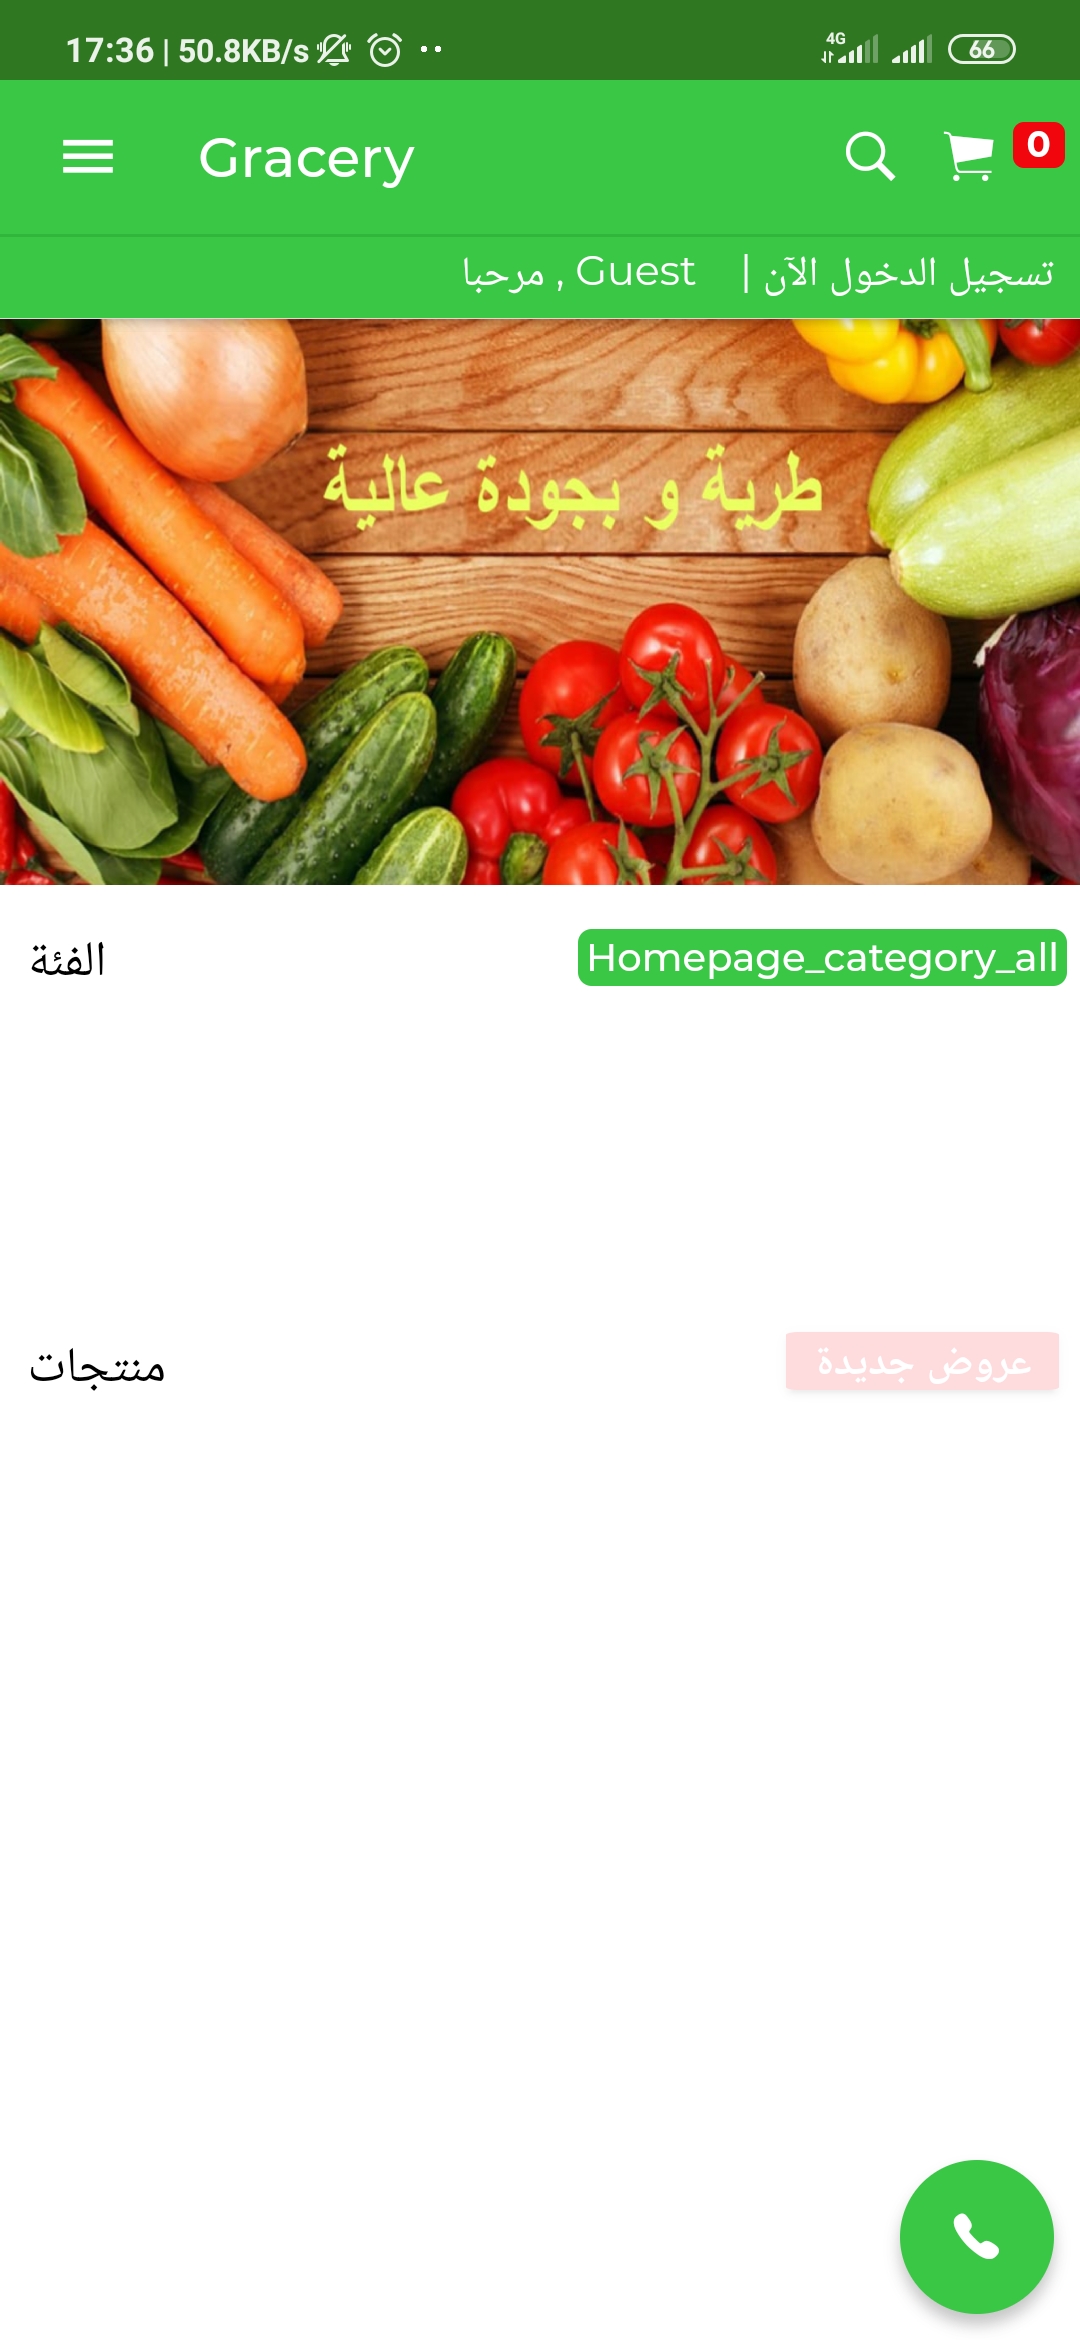 17:36 | 50.8KB/s 4G 66
Gracery 0
مرحبا , Guest | تسجيل الدخول الآن
طرية و بجودة عالية
الفئة Homepage_category_all
منتجات عروض جديدة